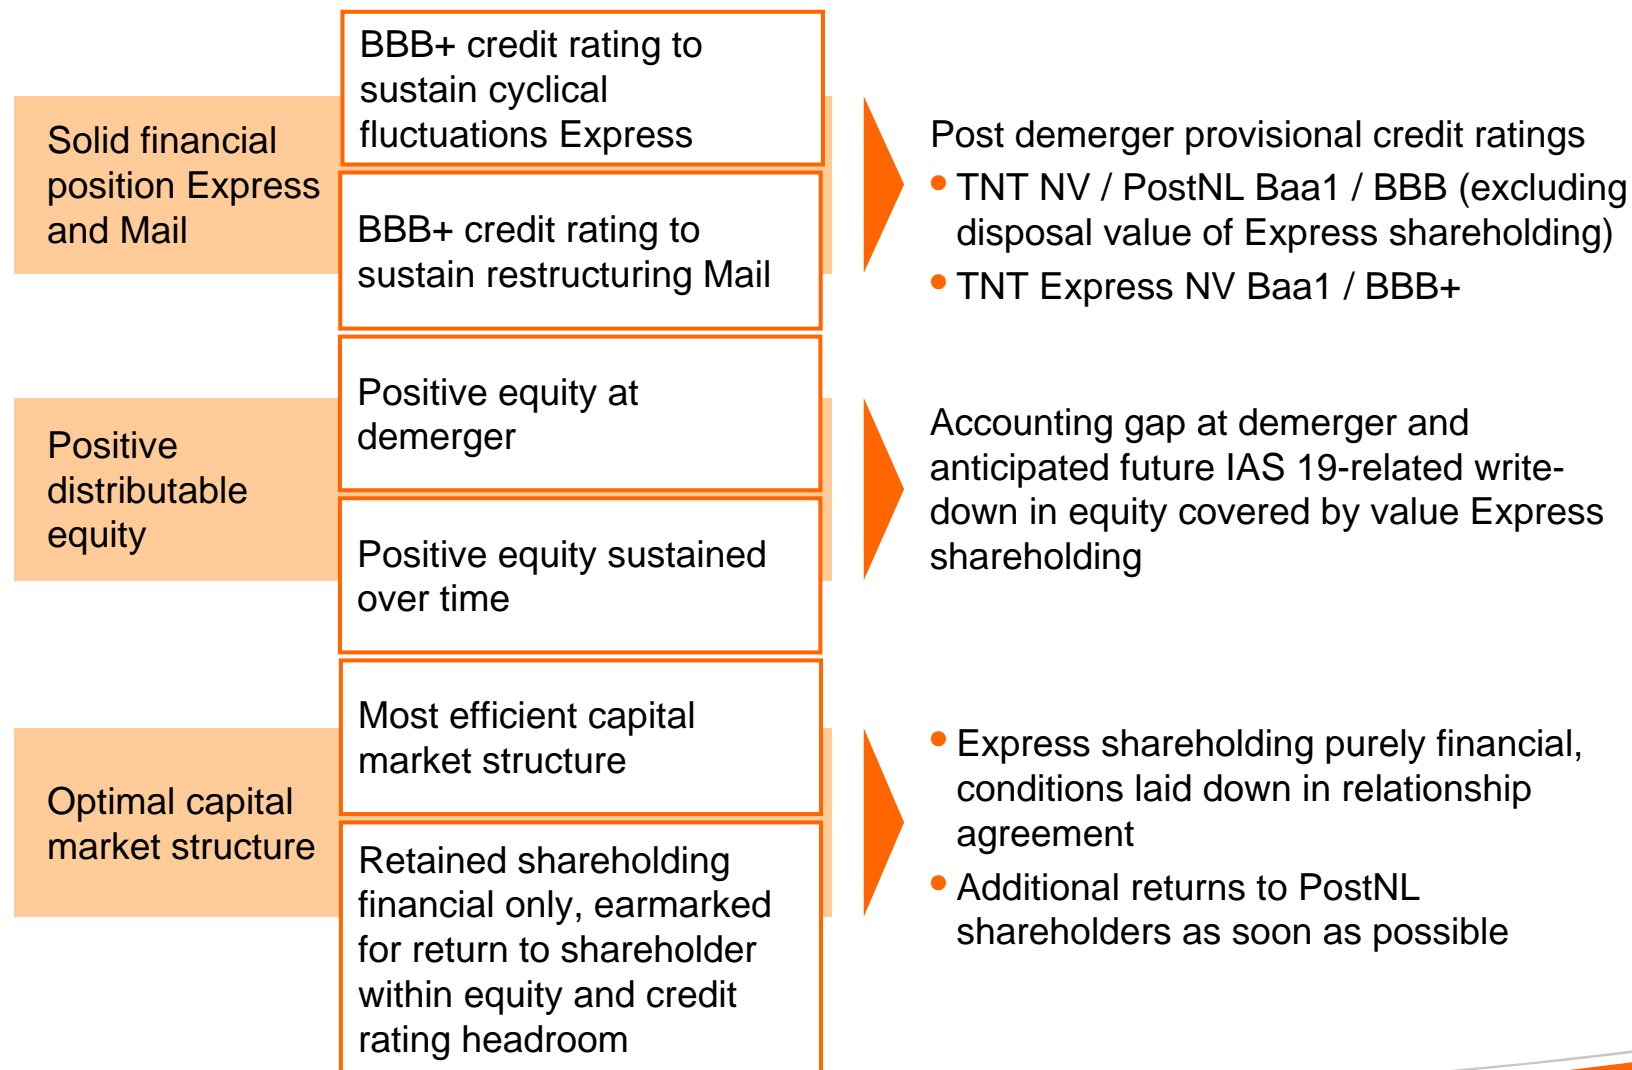 Solid financial
position Express
and Mail
BBB+ credit rating to
sustain cyclical
fluctuations Express
BBB+ credit rating to
sustain restructuring Mail
Post demerger provisional credit ratings
• TNT NV / PostNL Baa1 / BBB (excluding
disposal value of Express shareholding)
• TNT Express NV Baa1 / BBB+
Positive
distributable
equity
Positive equity at
demerger
Positive equity sustained
over time
Accounting gap at demerger and
anticipated future IAS 19-related write-
down in equity covered by value Express
shareholding
Optimal capital
market structure
Most efficient capital
market structure
Retained shareholding
financial only, earmarked
for return to shareholder
within equity and credit
rating headroom
• Express shareholding purely financial,
conditions laid down in relationship
agreement
• Additional returns to PostNL
shareholders as soon as possible